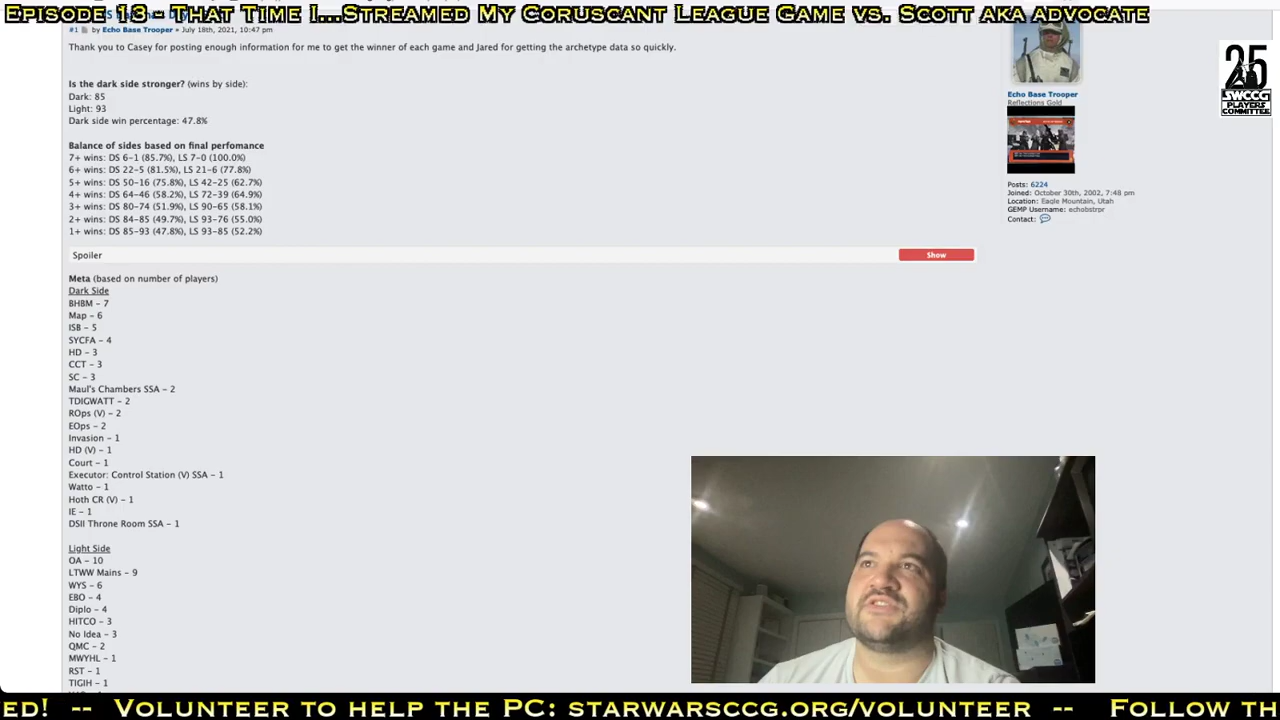 Episode 18 - That Time I...Streamed My Coruscant League Game vs. Scott aka advocate
#1 by Echo Base Trooper » July 18th, 2021, 10:47 pm
Thank you to Casey for posting enough information for me to get the winner of each game and Jared for getting the archetype data so quickly.
25
SWCCG
PLAYERS
COMMITTEE
Echo Base Trooper
Reflections Gold
Posts: 6224
Joined: October 30th, 2002, 7:48 pm
Location: Eagle Mountain, Utah
GEMP Username: echobstrpr
Contact:
Is the dark side stronger? (wins by side):
Dark: 85
Light: 93
Dark side win percentage: 47.8%
Balance of sides based on final perfomance
7+ wins: DS 6-1 (85.7%), LS 7-0 (100.0%)
6+ wins: DS 22-5 (81.5%), LS 21-6 (77.8%)
5+ wins: DS 50-16 (75.8%), LS 42-25 (62.7%)
4+ wins: DS 64-46 (58.2%), LS 72-39 (64.9%)
3+ wins: DS 80-74 (51.9%), LS 90-65 (58.1%)
2+ wins: DS 84-85 (49.7%), LS 93-76 (55.0%)
1+ wins: DS 85-93 (47.8%), LS 93-85 (52.2%)
Spoiler Show
Meta (based on number of players)
Dark Side
BHBM - 7
Map - 6
ISB - 5
SYCFA - 4
HD - 3
CCT - 3
SC - 3
Maul's Chambers SSA - 2
TDIGWATT - 2
ROps (V) - 2
EOps - 2
Invasion - 1
HD (V) - 1
Court - 1
Executor: Control Station (V) SSA - 1
Watto - 1
Hoth CR (V) - 1
IE - 1
DSII Throne Room SSA - 1
Light Side
OA - 10
LTWW Mains - 9
WYS - 6
EBO - 4
Diplo - 4
HITCO - 3
No Idea - 3
QMC - 2
MWYHL - 1
RST - 1
TIGIH - 1
ed! -- Volunteer to help the PC: starwarsccg.org/volunteer -- Follow th